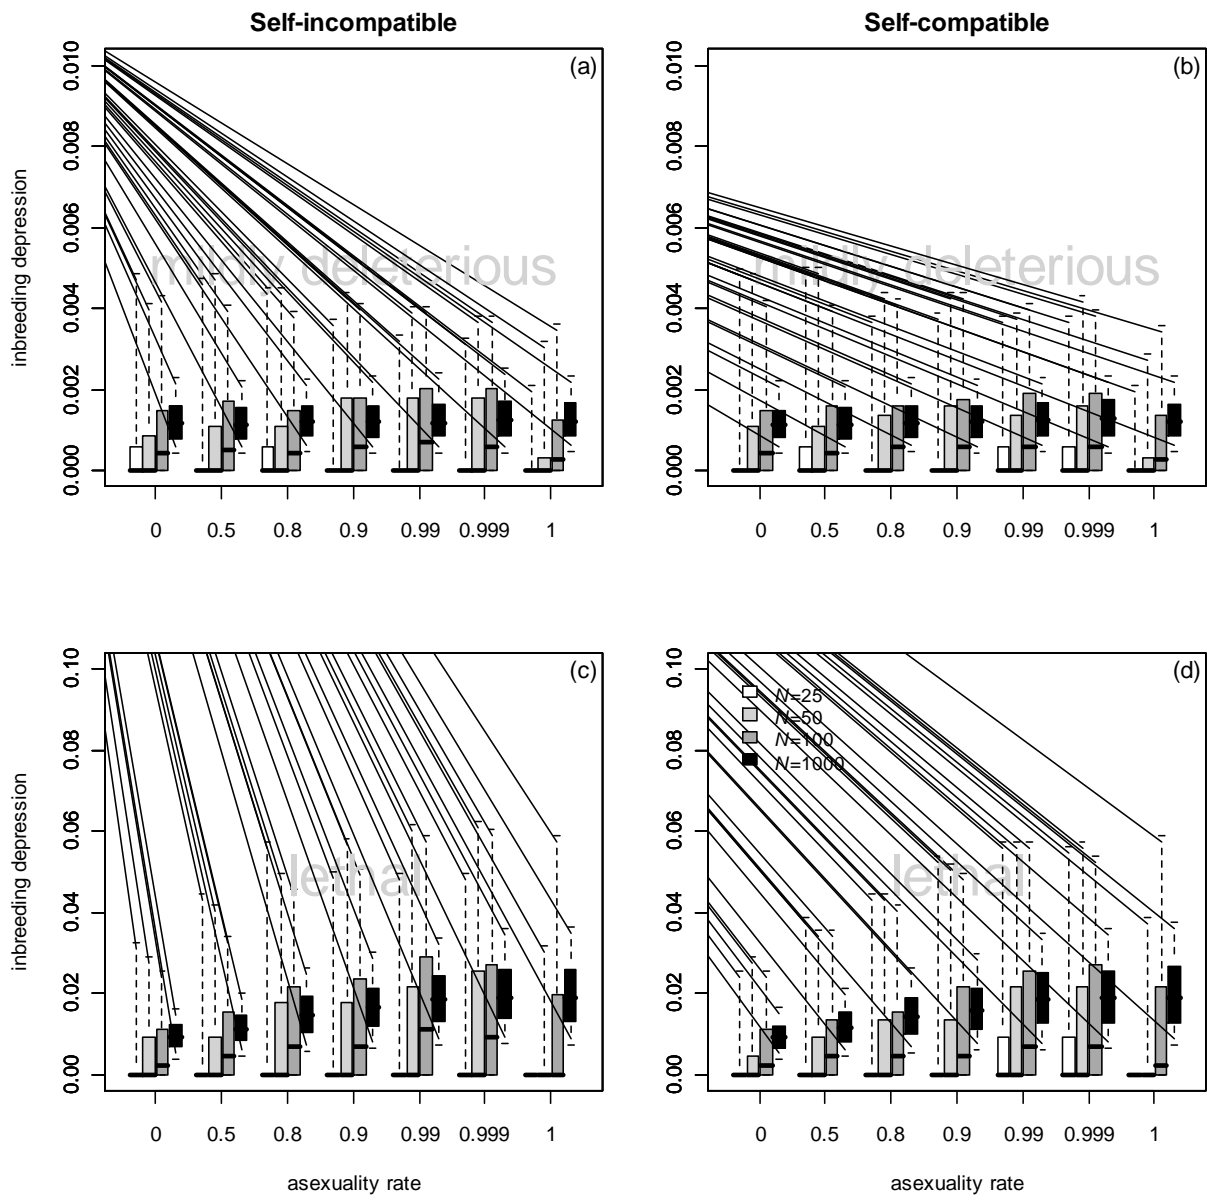 Self-incompatible
Self-compatible
(a)
inbreeding depression
0.010
0.008
0.006
0.004
0.002
0.000
mildly deleterious
0 0.5 0.8 0.9 0.99 0.999 1
(b)
0.010
0.008
0.006
0.004
0.002
0.000
mildly deleterious
0 0.5 0.8 0.9 0.99 0.999 1
(c)
inbreeding depression
0.10
0.08
0.06
0.04
0.02
0.00
lethal
0 0.5 0.8 0.9 0.99 0.999 1
asexuality rate
(d)
0.10
0.08
0.06
0.04
0.02
0.00
N=25
N=50
N=100
N=1000
lethal
0 0.5 0.8 0.9 0.99 0.999 1
asexuality rate